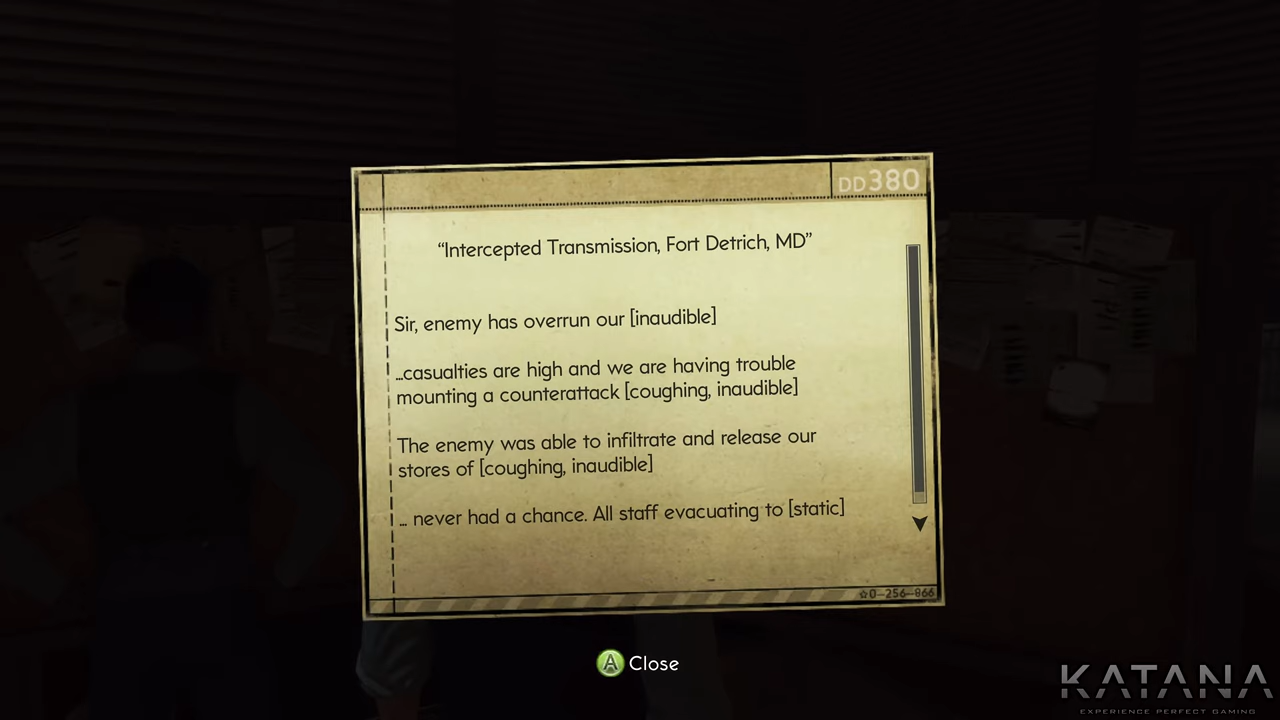 DD380
“Intercepted Transmission, Fort Detrich, MD”
Sir, enemy has overrun our [inaudible]
...casualties are high and we are having trouble
mounting a counterattack [coughing, inaudible]
The enemy was able to infiltrate and release our
stores of [coughing, inaudible]
... never had a chance. All staff evacuating to [static]
☆0-256-866
A Close
KATANA
EXPERIENCE PERFECT GAMING